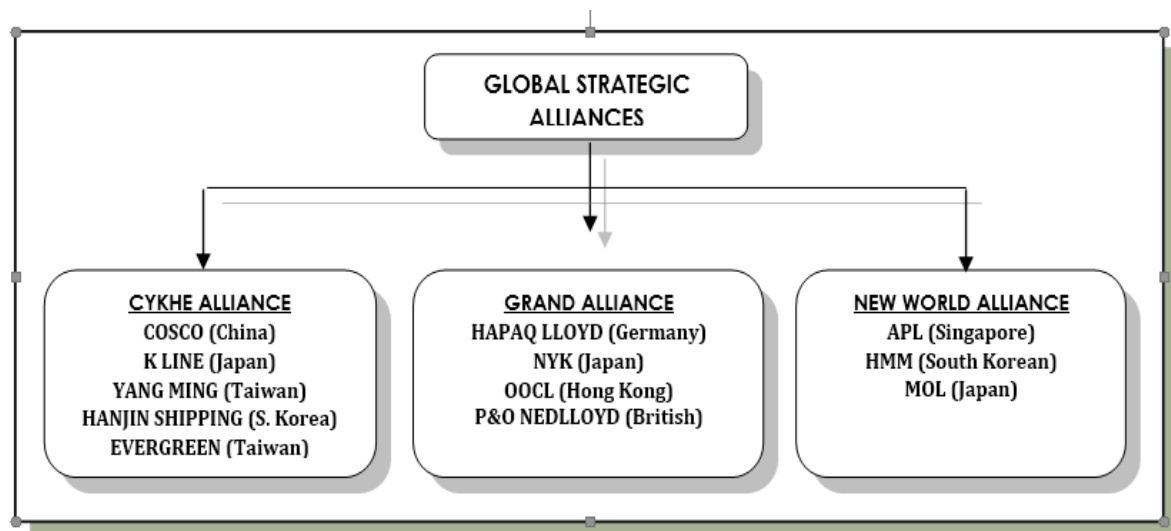 GLOBAL STRATEGIC
ALLIANCES
CYKHE ALLIANCE
COSCO (China)
K LINE (Japan)
YANG MING (Taiwan)
HANJIN SHIPPING (S. Korea)
EVERGREEN (Taiwan)
GRAND ALLIANCE
HAPAQ LLOYD (Germany)
NYK (Japan)
OOCL (Hong Kong)
P&O NEDLLOYD (British)
NEW WORLD ALLIANCE
APL (Singapore)
HMM (South Korean)
MOL (Japan)